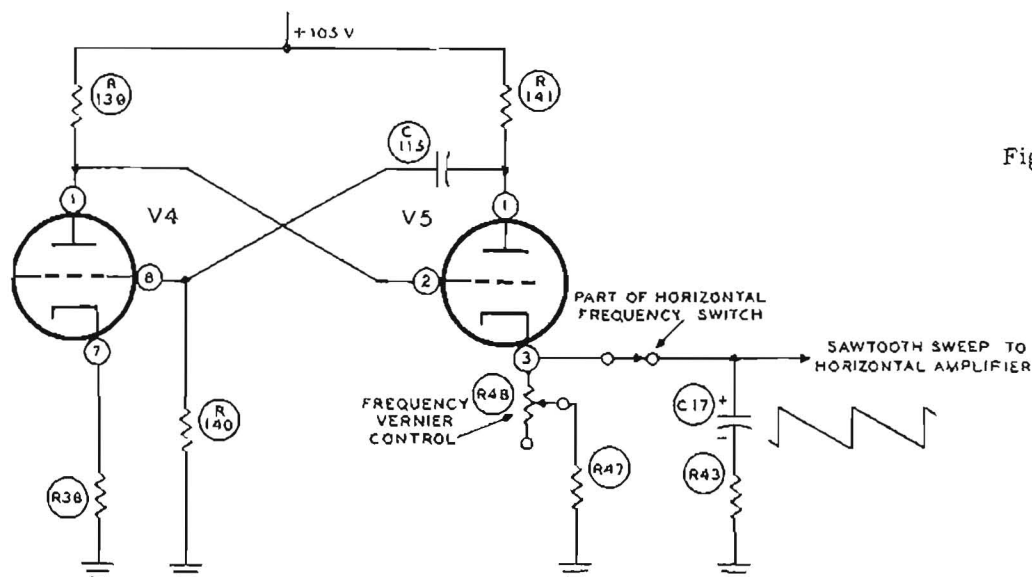 +105 V
R
139
R
141
C
115
Fig
V4
V5
1
1
8
2
7
3
PART OF HORIZONTAL
FREQUENCY SWITCH
SAWTOOTH SWEEP TO
HORIZONTAL AMPLIFIER
R48
C17
+
−
FREQUENCY
VERNIER
CONTROL
R
140
R38
R47
R43